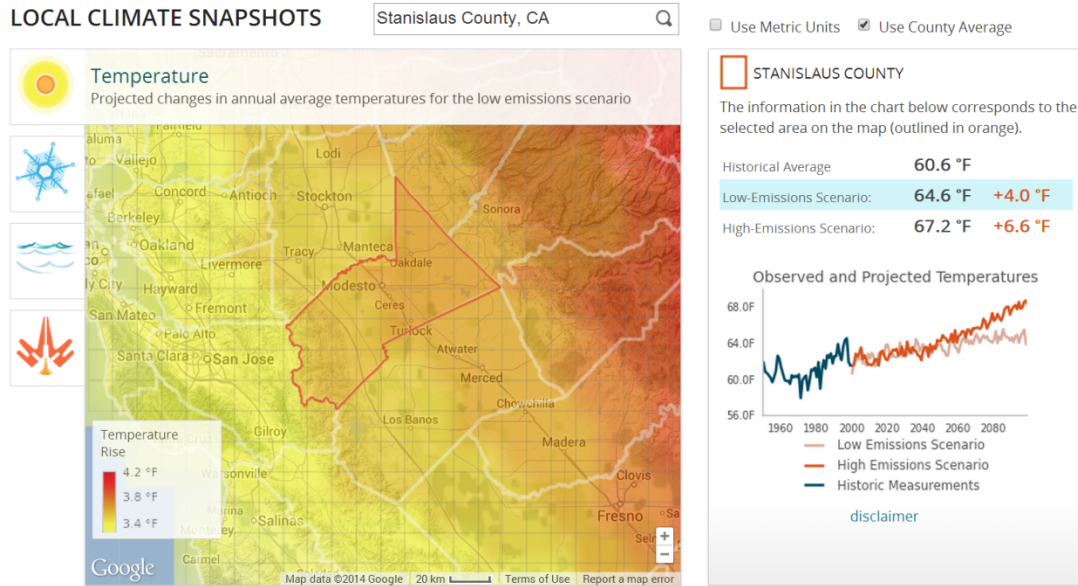 LOCAL CLIMATE SNAPSHOTS
Stanislaus County, CA
Use Metric Units
Use County Average
Temperature
Projected changes in annual average temperatures for the low emissions scenario
Sacramento
Fairfield
Lodi
Vallejo
Concord
Antioch
Stockton
Sonora
Berkeley
Oakland
Tracy
Manteca
Oakdale
Livermore
Hayward
Modesto
Ceres
San Mateo
Fremont
Turlock
Palo Alto
Santa Clara
San Jose
Atwater
Merced
Chowchilla
Los Banos
Gilroy
Madera
Watsonville
Clovis
Marina
Salinas
Fresno
Monterey
Carmel
Temperature
Rise
4.2 °F
3.8 °F
3.4 °F
+
−
Google
Map data ©2014 Google
20 km
Terms of Use
Report a map error
STANISLAUS COUNTY
The information in the chart below corresponds to the
selected area on the map (outlined in orange).
Historical Average 60.6 °F
Low-Emissions Scenario: 64.6 °F +4.0 °F
High-Emissions Scenario: 67.2 °F +6.6 °F
Observed and Projected Temperatures
68.0F
64.0F
60.0F
56.0F
1960 1980 2000 2020 2040 2060 2080
Low Emissions Scenario
High Emissions Scenario
Historic Measurements
disclaimer